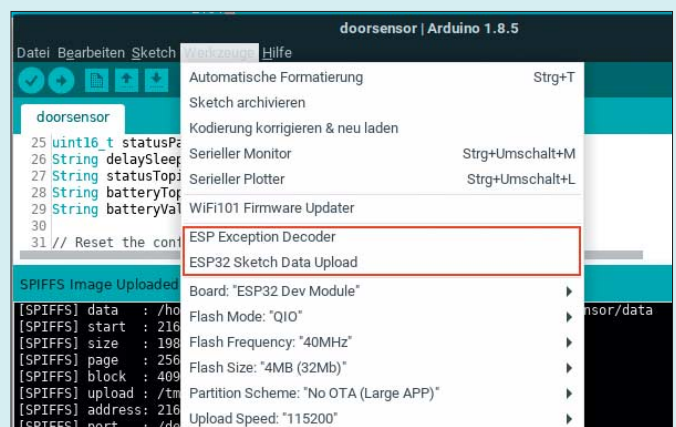 doorsensor | Arduino 1.8.5
Datei Bearbeiten Sketch Werkzeuge Hilfe
Automatische Formatierung Strg+T
Sketch archivieren
doorsensor
Kodierung korrigieren & neu laden
25 uint16_t statusPa
Serieller Monitor Strg+Umschalt+M
26 String delaySleep
27 String statusTopi
Serieller Plotter Strg+Umschalt+L
28 String batteryTop
29 String batteryVal
WiFi101 Firmware Updater
30
31 // Reset the conf
ESP Exception Decoder
ESP32 Sketch Data Upload
SPIFFS Image Uploaded
Board: "ESP32 Dev Module"
[SPIFFS] data : /ho
nsor/data
[SPIFFS] start : 216
Flash Mode: "QIO"
[SPIFFS] size : 198
Flash Frequency: "40MHz"
[SPIFFS] page : 256
[SPIFFS] block : 409
Flash Size: "4MB (32Mb)"
[SPIFFS] upload : /tm
Partition Scheme: "No OTA (Large APP)"
[SPIFFS] address: 216
[SPIFFS] port : /de
Upload Speed: "115200"